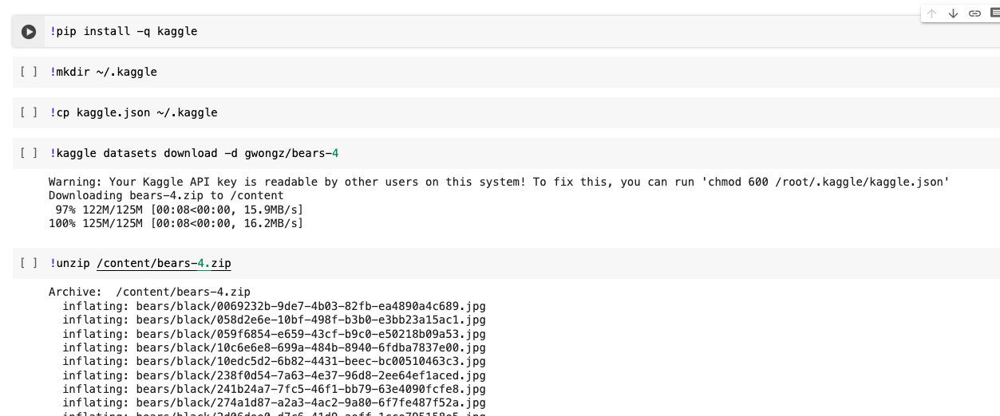 !pip install -q kaggle
[ ] !mkdir ~/.kaggle
[ ] !cp kaggle.json ~/.kaggle
[ ] !kaggle datasets download -d gwongz/bears-4
Warning: Your Kaggle API key is readable by other users on this system! To fix this, you can run 'chmod 600 /root/.kaggle/kaggle.json'
Downloading bears-4.zip to /content
97% 122M/125M [00:08<00:00, 15.9MB/s]
100% 125M/125M [00:08<00:00, 16.2MB/s]
[ ] !unzip /content/bears-4.zip
Archive:  /content/bears-4.zip
inflating: bears/black/0069232b-9de7-4b03-82fb-ea4890a4c689.jpg
inflating: bears/black/058d2e6e-10bf-498f-b3b0-e3bb23a15ac1.jpg
inflating: bears/black/059f6854-e659-43cf-b9c0-e50218b09a53.jpg
inflating: bears/black/10c6e6e8-699a-484b-8940-6fdba7837e00.jpg
inflating: bears/black/10edc5d2-6b82-4431-beec-bc00510463c3.jpg
inflating: bears/black/238f0d54-7a63-4e37-96d8-2ee64ef1aced.jpg
inflating: bears/black/241b24a7-7fc5-46f1-bb79-63e4090fcfe8.jpg
inflating: bears/black/274a1d87-a2a3-4ac2-9a80-6f7fe487f52a.jpg